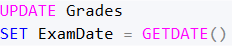 UPDATE Grades
SET ExamDate = GETDATE()